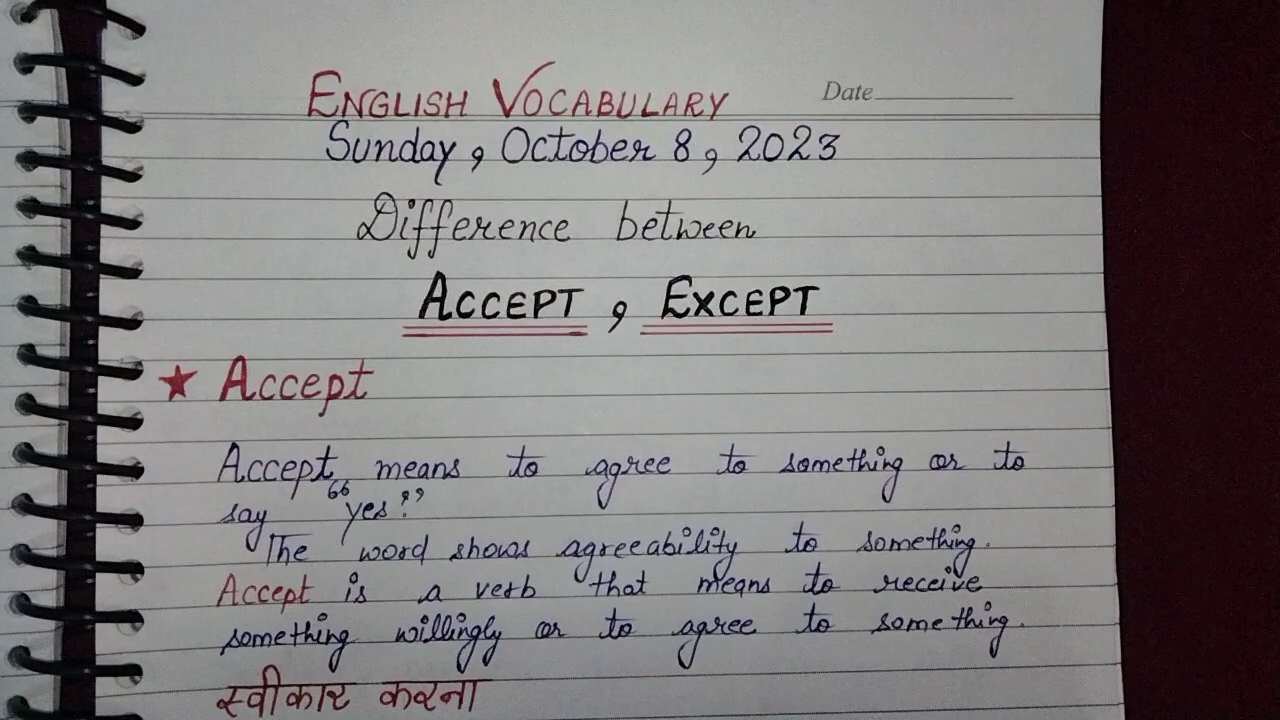 ENGLISH VOCABULARY
Date
Sunday, October 8, 2023
Difference between
ACCEPT, EXCEPT
★ Accept
Accept means to agree to something or to
say "yes."
The word shows agreeability to something.
Accept is a verb that means to receive
something willingly or to agree to something.
स्वीकार करना